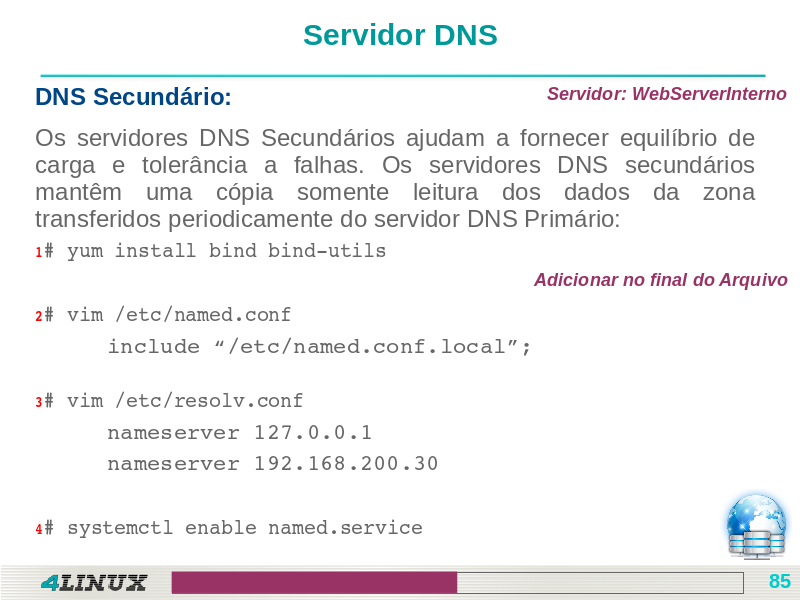 Servidor DNS
DNS Secundário:
Servidor: WebServerInterno
Os servidores DNS Secundários ajudam a fornecer equilíbrio de
carga e tolerância a falhas. Os servidores DNS secundários
mantêm uma cópia somente leitura dos dados da zona
transferidos periodicamente do servidor DNS Primário:
1# yum install bind bind-utils
Adicionar no final do Arquivo
2# vim /etc/named.conf
include “/etc/named.conf.local”;
3# vim /etc/resolv.conf
nameserver 127.0.0.1
nameserver 192.168.200.30
4# systemctl enable named.service
4LINUX
85